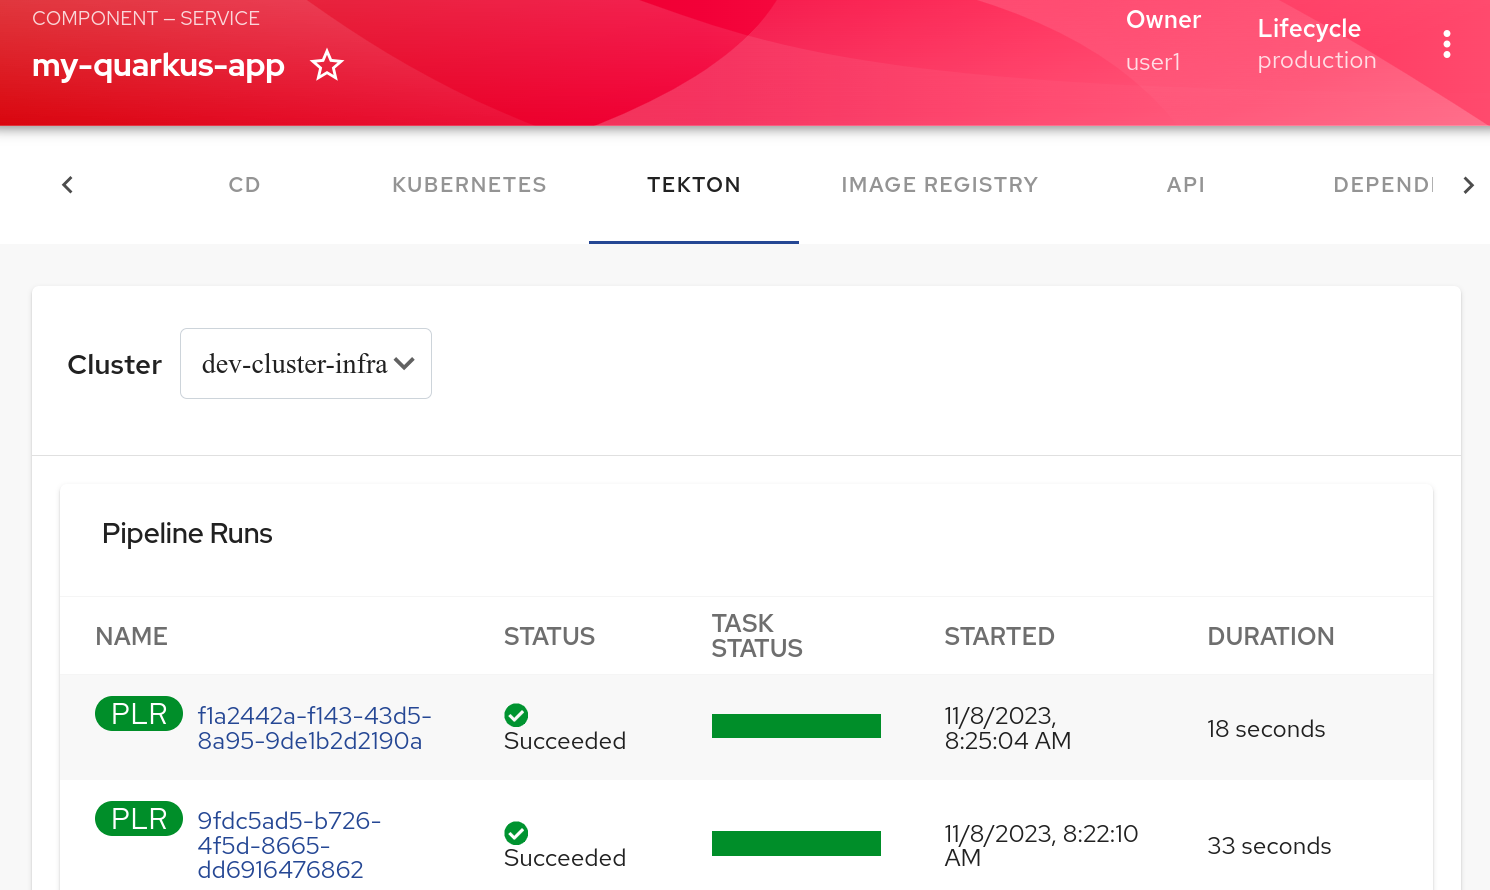 COMPONENT — SERVICE
my-quarkus-app
Owner
user1
Lifecycle
production
CD
KUBERNETES
TEKTON
IMAGE REGISTRY
API
DEPENDI
Cluster
dev-cluster-infra
Pipeline Runs
NAME
STATUS
TASK
STATUS
STARTED
DURATION
PLR
f1a2442a-f143-43d5-
8a95-9de1b2d2190a
Succeeded
11/8/2023,
8:25:04 AM
18 seconds
PLR
9fdc5ad5-b726-
4f5d-8665-
dd6916476862
Succeeded
11/8/2023, 8:22:10
AM
33 seconds